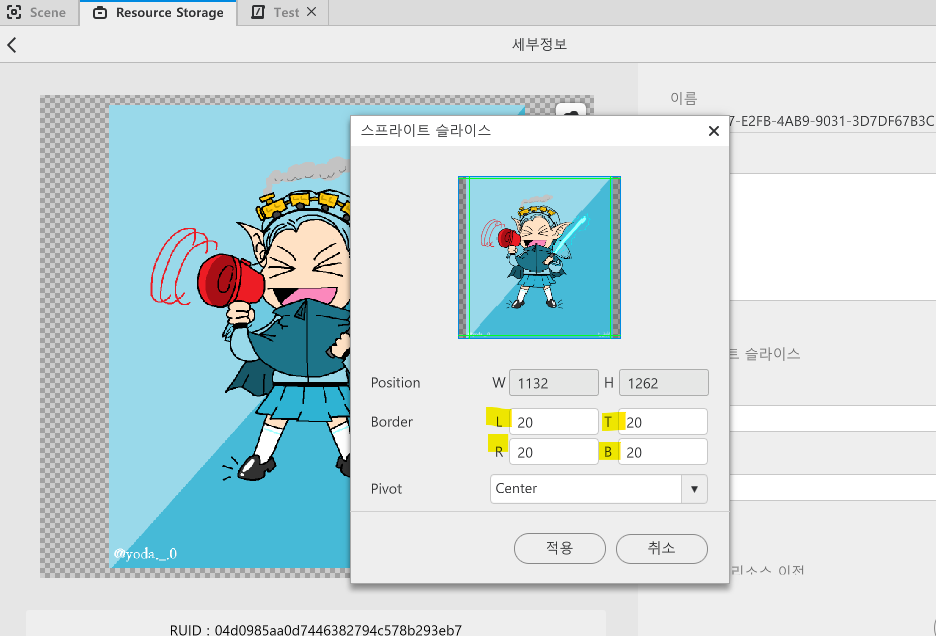 Scene
Resource Storage
Test
세부정보
이름
7-E2FB-4AB9-9031-3D7DF67B3C
스프라이트 슬라이스
Position W 1132 H 1262
Border L 20 T 20
R 20 B 20
Pivot Center
적용 취소
트 슬라이스
리소스 이전
@yoda._.0
RUID : 04d0985aa0d7446382794c578b293eb7